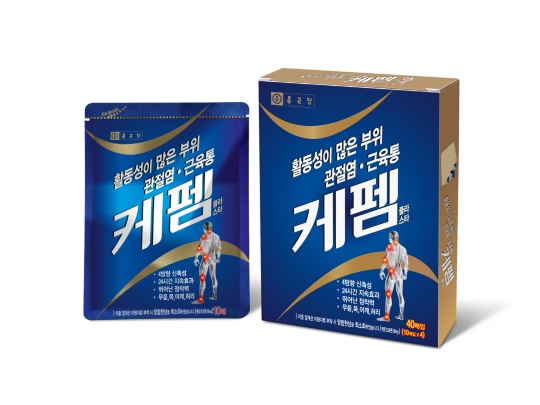 활동성이 많은 부위
관절염·근육통
케펨
플라
스타
• 4방향 신축성
• 24시간 지속효과
• 뛰어난 점착력
• 무릎, 목, 어깨, 허리
종근당
활동성이 많은 부위
관절염·근육통
케펨
플라
스타
• 4방향 신축성
• 24시간 지속효과
• 뛰어난 점착력
• 무릎, 목, 어깨, 허리
40매입
(10매입 x 4)